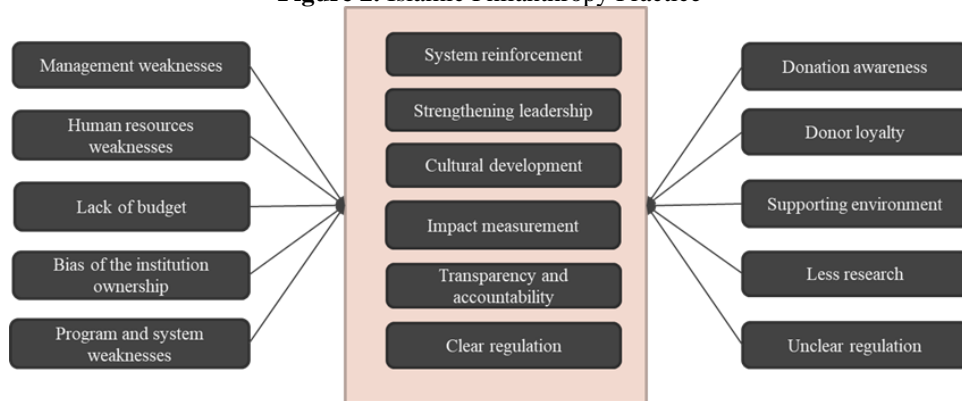 Figure 2. Islamic Philanthropy Practice
Management weaknesses
Human resources
weaknesses
Lack of budget
Bias of the institution
ownership
Program and system
weaknesses
System reinforcement
Strengthening leadership
Cultural development
Impact measurement
Transparency and
accountability
Clear regulation
Donation awareness
Donor loyalty
Supporting environment
Less research
Unclear regulation